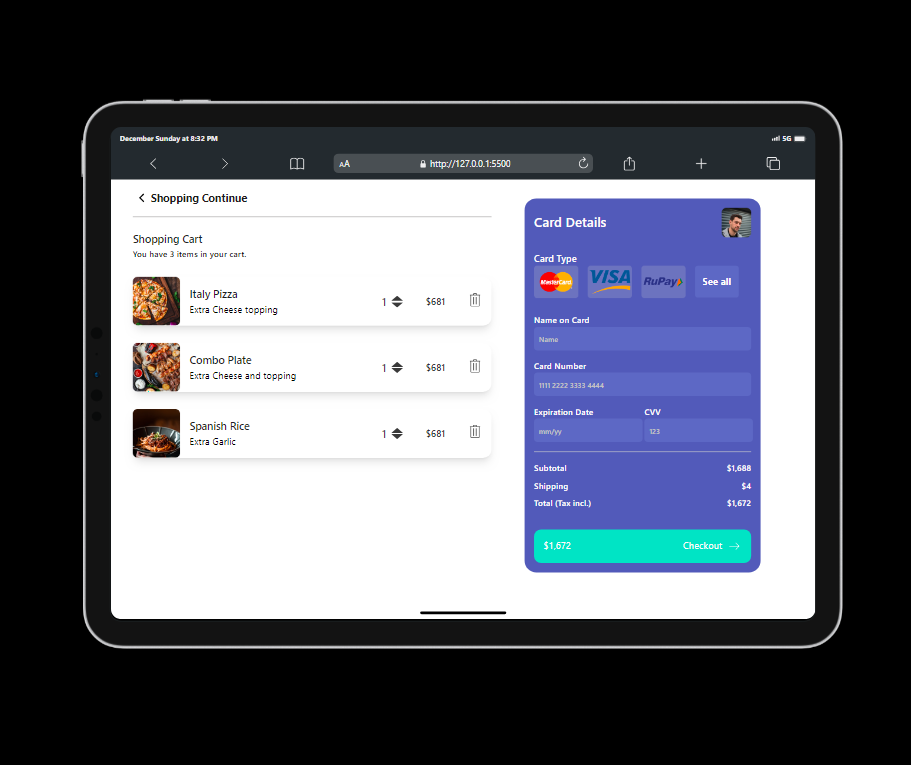 December Sunday at 8:32 PM
5G
AA
http://127.0.0.1:5500
Shopping Continue
Shopping Cart
You have 3 items in your cart.
Italy Pizza
Extra Cheese topping
1
$681
Combo Plate
Extra Cheese and topping
1
$681
Spanish Rice
Extra Garlic
1
$681
Card Details
Card Type
MasterCard
VISA
RuPay
See all
Name on Card
Name
Card Number
1111 2222 3333 4444
Expiration Date
CVV
mm/yy
123
Subtotal $1,688
Shipping $4
Total (Tax incl.) $1,672
$1,672 Checkout